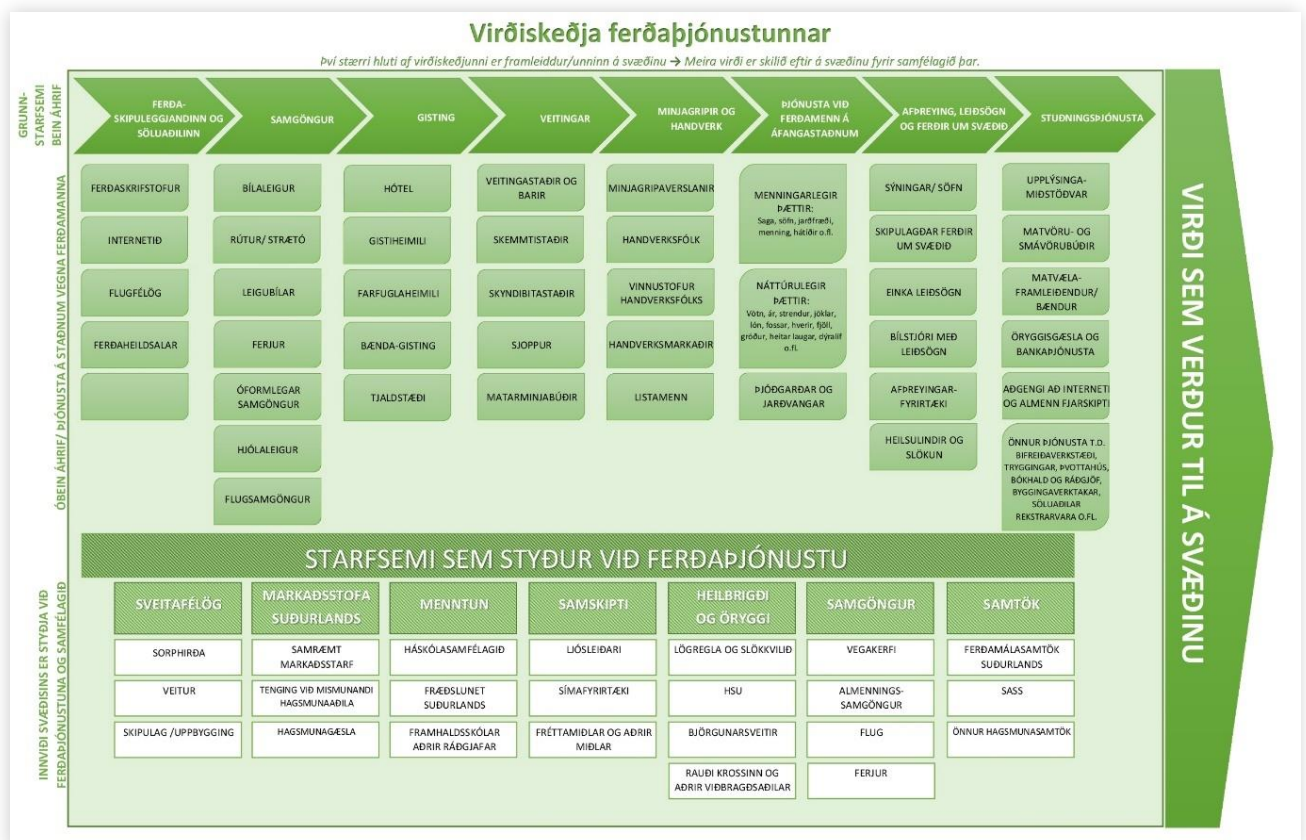 Virðiskeðja ferðaþjónustunnar
Því stærri hluti af virðiskeðjunni er framleiddur/unninn á svæðinu → Meira virði er skilið eftir á svæðinu fyrir samfélagið þar.
GRUNN-
STARFSEMI
BEIN ÁHRIF
FERÐA-
SKIPULEGGJANDINN OG
SÖLUAÐILINN
SAMGÖNGUR
GISTING
VEITINGAR
MINJAGRIPIR OG
HANDVERK
ÞJÓNUSTA VIÐ
FERÐAMENN Á
ÁFANGASTAÐNUM
AFÞREYING, LEIÐSÖGN
OG FERÐIR UM SVÆÐIÐ
STUÐNINGSÞJÓNUSTA
ÓBEIN ÁHRIF/ ÞJÓNUSTA Á STAÐNUM VEGNA FERÐAMANNA
FERÐASKRIFSTOFUR
INTERNETIÐ
FLUGFÉLÖG
FERÐAHEILDSALAR
BÍLALEIGUR
RÚTUR/ STRÆTÓ
LEIGUBÍLAR
FERJUR
ÓFORMLEGAR
SAMGÖNGUR
HJÓLALEIGUR
FLUGSAMGÖNGUR
HÓTEL
GISTIHEIMILI
FARFUGLAHEIMILI
BÆNDA-GISTING
TJALDSTÆÐI
VEITINGASTAÐIR OG
BARIR
SKEMMTISTAÐIR
SKYNDIBITASTAÐIR
SJOPPUR
MATARMINJABÚÐIR
MINJAGRIPAVERSLANIR
HANDVERKSFÓLK
VINNUSTOFUR
HANDVERKSFÓLKS
HANDVERKSMARKAÐIR
LISTAMENN
MENNINGARLEGIR
ÞÆTTIR:
Saga, söfn, jarðfræði,
menning, hátíðir o.fl.
NÁTTÚRULEGIR
ÞÆTTIR:
Vötn, ár, strendur, jöklar,
lón, fossar, hverir, fjöll,
gróður, heitar laugar, dýralíf
o.fl.
ÞJÓÐGARÐAR OG
JARÐVANGAR
SÝNINGAR/ SÖFN
SKIPULAGÐAR FERÐIR
UM SVÆÐIÐ
EINKA LEIÐSÖGN
BÍLSTJÓRI MEÐ
LEIÐSÖGN
AFÞREYINGAR-
FYRIRTÆKI
HEILSULINDIR OG
SLÖKUN
UPPLÝSINGA-
MIÐSTÖÐVAR
MATVÖRU- OG
SMÁVÖRUBÚÐIR
MATVÆLA-
FRAMLEIÐENDUR/
BÆNDUR
ÖRYGGISGÆSLA OG
BANKAÞJÓNUSTA
AÐGENGI AÐ INTERNETI
OG ALMENN FJARSKIPTI
ÖNNUR ÞJÓNUSTA T.D.
BIFREIÐAVERKSTÆÐI,
TRYGGINGAR, ÞVOTTAHÚS,
BÓKHALD OG RÁÐGJÖF,
BYGGINGAVERKTAKAR,
SÖLUAÐILAR
REKSTRARVARA O.FL.
VIRÐI SEM VERÐUR TIL Á SVÆÐINU
STARFSEMI SEM STYÐUR VIÐ FERÐAÞJÓNUSTU
INNVIÐI SVÆÐISINS ER STYÐJA VIÐ
FERÐAÞJÓNUSTUNA OG SAMFÉLAGIÐ
SVEITAFÉLÖG
SORPHIRÐA
VEITUR
SKIPULAG /UPPBYGGING
MARKAÐSSTOFA
SUÐURLANDS
SAMRÆMT
MARKAÐSSTARF
TENGING VIÐ MISMUNANDI
HAGSMUNAAÐILA
HAGSMUNAGÆSLA
MENNTUN
HÁSKÓLASAMFÉLAGIÐ
FRÆÐSLUNET
SUÐURLANDS
FRAMHALDSSKÓLAR
AÐRIR RÁÐGJAFAR
SAMSKIPTI
LJÓSLEIÐARI
SÍMAFYRIRTÆKI
FRÉTTAMIÐLAR OG AÐRIR
MIÐLAR
HEILBRIGÐI
OG ÖRYGGI
LÖGREGLA OG SLÖKKVILIÐ
HSU
BJÖRGUNARSVEITIR
RAUÐI KROSSINN OG
AÐRIR VIÐBRAGÐSAÐILAR
SAMGÖNGUR
VEGAKERFI
ALMENNINGS-
SAMGÖNGUR
FLUG
FERJUR
SAMTÖK
FERÐAMÁLASAMTÖK
SUÐURLANDS
SASS
ÖNNUR HAGSMUNASAMTÖK